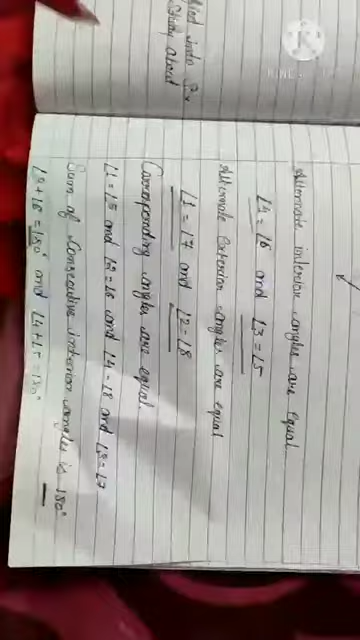 Alternate interior angles are equal.
∠4 = ∠6 and ∠3 = ∠5
Alternate Exterior angles are equal
∠1 = ∠7 and ∠2 = ∠8
Corresponding angles are equal.
∠1 = ∠5 and ∠2 = ∠6 and ∠4 = ∠8 and ∠3 = ∠7
Sum of consecutive interior angles is 180°
∠3 + ∠6 = 180° and ∠4 + ∠5 = 180°
study about